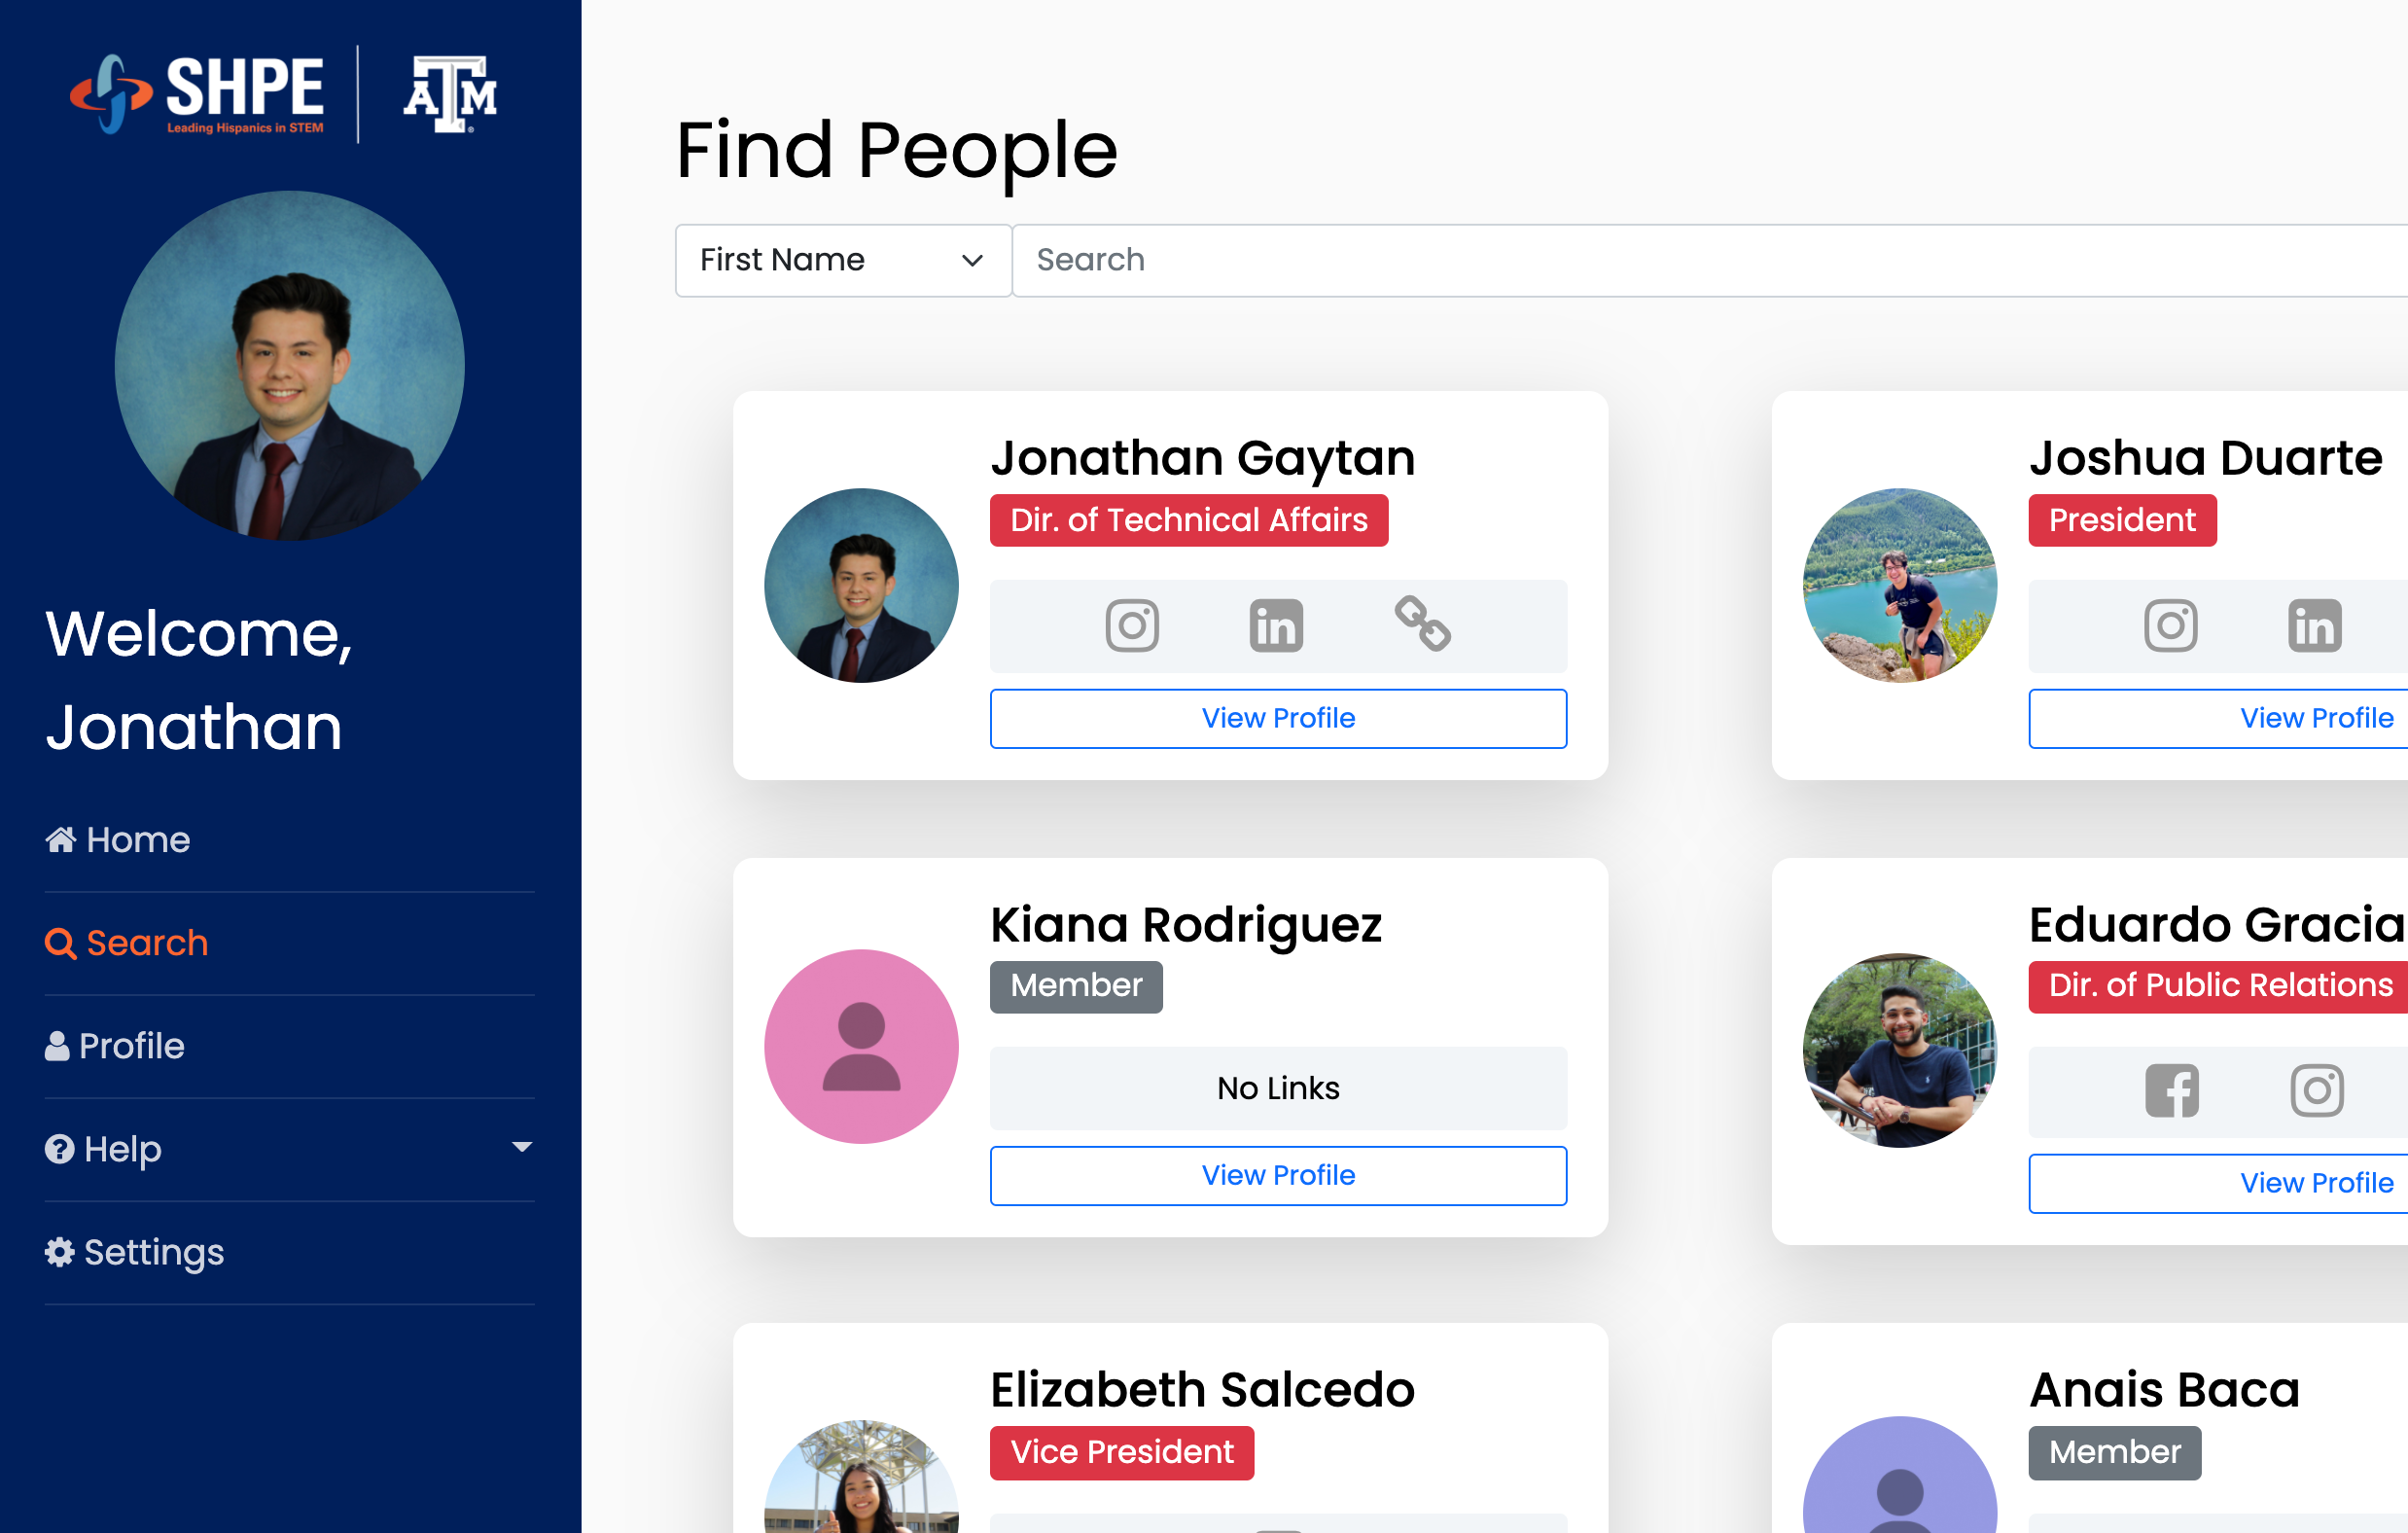 SHPE
Leading Hispanics in STEM
ATM
Welcome,
Jonathan
Home
Search
Profile
Help
Settings
Find People
First Name
Search
Jonathan Gaytan
Dir. of Technical Affairs
View Profile
Joshua Duarte
President
View Profile
Kiana Rodriguez
Member
No Links
View Profile
Eduardo Gracia
Dir. of Public Relations
View Profile
Elizabeth Salcedo
Vice President
Anais Baca
Member